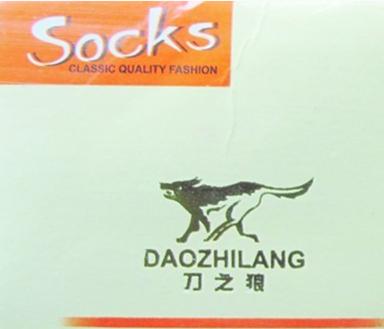 Socks
CLASSIC QUALITY FASHION
DAOZHILANG
刀之狼